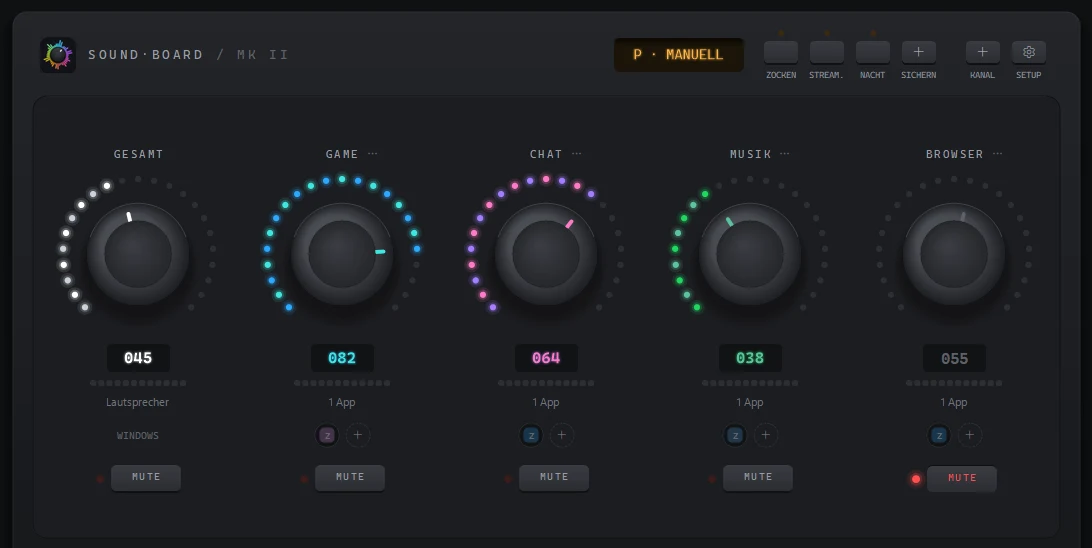 SOUND·BOARD / MK II
P · MANUELL
ZOCKEN STREAM. NACHT SICHERN KANAL SETUP
GESAMT GAME ··· CHAT ··· MUSIK ··· BROWSER ···
045 082 064 038 055
Lautsprecher 1 App 1 App 1 App 1 App
WINDOWS Z + Z + Z + Z +
MUTE MUTE MUTE MUTE MUTE